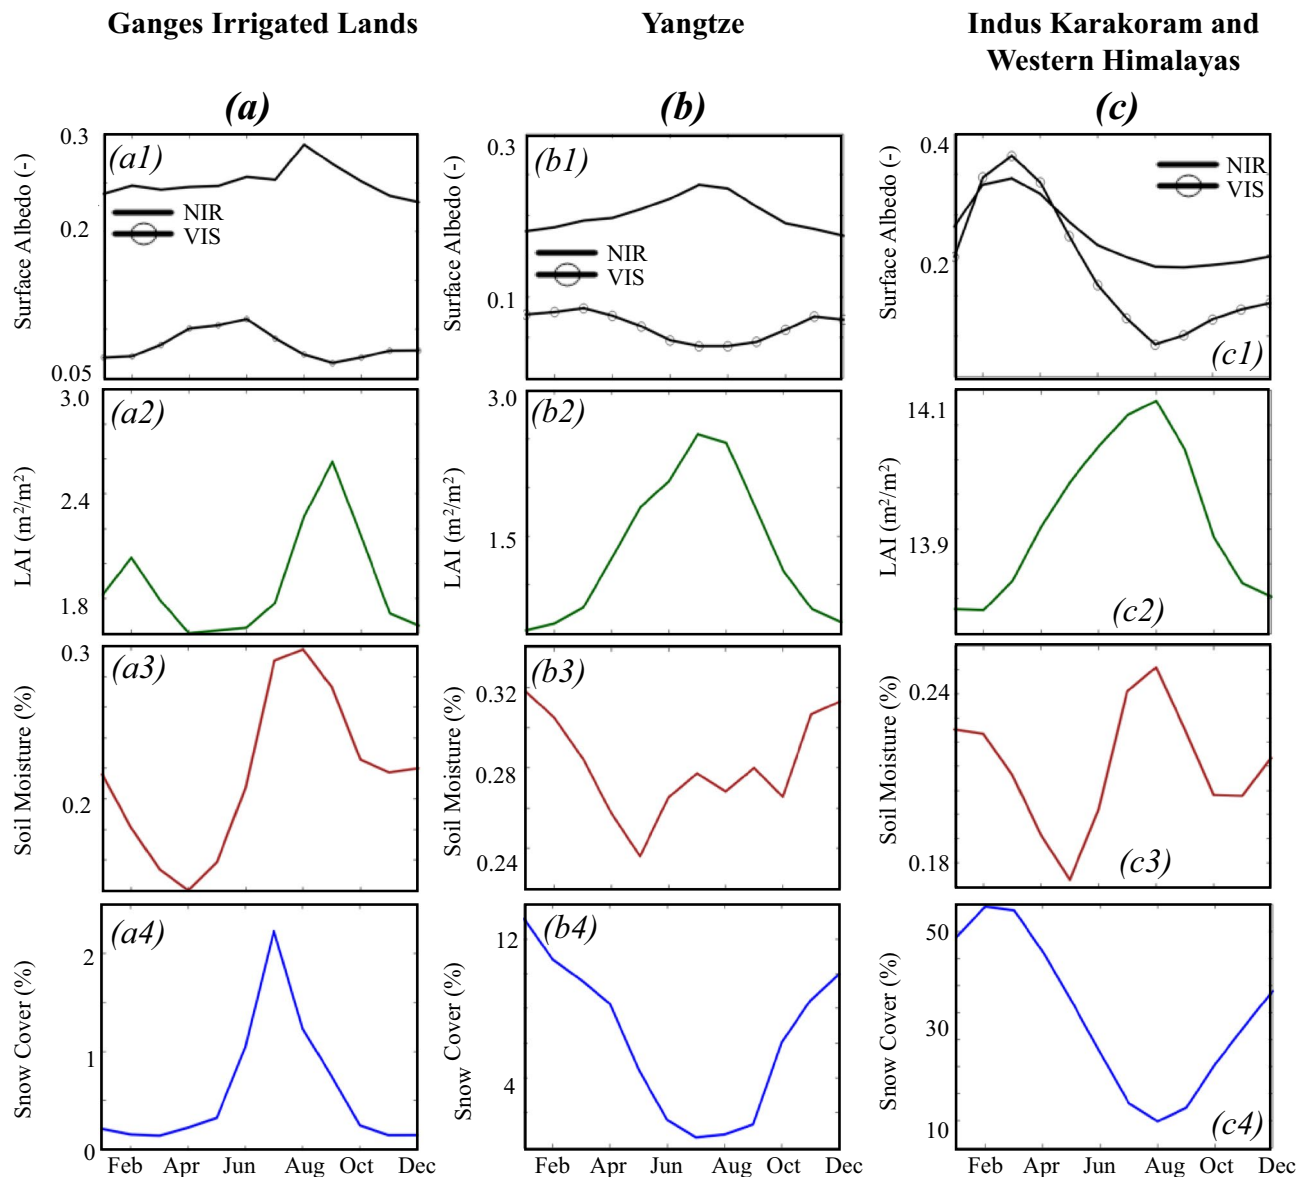 Ganges Irrigated Lands
Yangtze
Indus Karakoram and
Western Himalayas
(a)
(b)
(c)
Surface Albedo (-)
0.3
0.2
0.05
(a1)
NIR
VIS
Surface Albedo (-)
0.3
0.1
(b1)
NIR
VIS
Surface Albedo (-)
0.4
0.2
NIR
VIS
(c1)
LAI (m²/m²)
3.0
2.4
1.8
(a2)
LAI (m²/m²)
3.0
1.5
(b2)
LAI (m²/m²)
14.1
13.9
(c2)
Soil Moisture (%)
0.3
0.2
(a3)
Soil Moisture (%)
0.32
0.28
0.24
(b3)
Soil Moisture (%)
0.24
0.18
(c3)
Snow Cover (%)
2
1
0
(a4)
Snow Cover (%)
12
4
(b4)
Snow Cover (%)
50
30
10
(c4)
Feb Apr Jun Aug Oct Dec
Feb Apr Jun Aug Oct Dec
Feb Apr Jun Aug Oct Dec